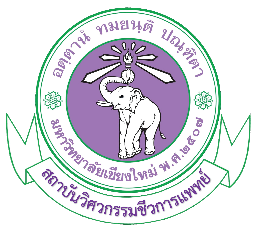 อตฺตานํ ทมยนฺติ ปณฺฑิตา
มหาวิทยาลัยเชียงใหม่ พ.ศ.๒๕๐๗
สถาบันวิศวกรรมชีวการแพทย์